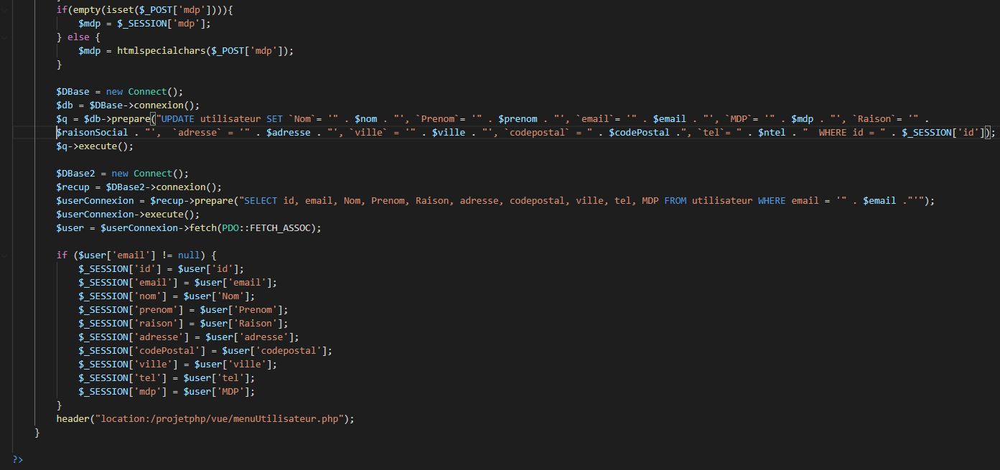 if(empty(isset($_POST['mdp']))){
$mdp = $_SESSION['mdp'];
} else {
$mdp = htmlspecialchars($_POST['mdp']);
}
$DBase = new Connect();
$db = $DBase->connexion();
$q = $db->prepare("UPDATE utilisateur SET `Nom`= '" . $nom . "', `Prenom`= '" . $prenom . "', `email`= '" . $email . "', `MDP`= '" . $mdp . "', `Raison`= '" .
$raisonSocial . "',  `adresse` = '" . $adresse . "', `ville` = '" . $ville . "', `codepostal` = " . $codePostal .", `tel`= " . $ntel . "  WHERE id = " . $_SESSION['id']);
$q->execute();
$DBase2 = new Connect();
$recup = $DBase2->connexion();
$userConnexion = $recup->prepare("SELECT id, email, Nom, Prenom, Raison, adresse, codepostal, ville, tel, MDP FROM utilisateur WHERE email = '" . $email ."'");
$userConnexion->execute();
$user = $userConnexion->fetch(PDO::FETCH_ASSOC);
if ($user['email'] != null) {
$_SESSION['id'] = $user['id'];
$_SESSION['email'] = $user['email'];
$_SESSION['nom'] = $user['Nom'];
$_SESSION['prenom'] = $user['Prenom'];
$_SESSION['raison'] = $user['Raison'];
$_SESSION['adresse'] = $user['adresse'];
$_SESSION['codePostal'] = $user['codepostal'];
$_SESSION['ville'] = $user['ville'];
$_SESSION['tel'] = $user['tel'];
$_SESSION['mdp'] = $user['MDP'];
}
header("location:/projetphp/vue/menuUtilisateur.php");
}
?>